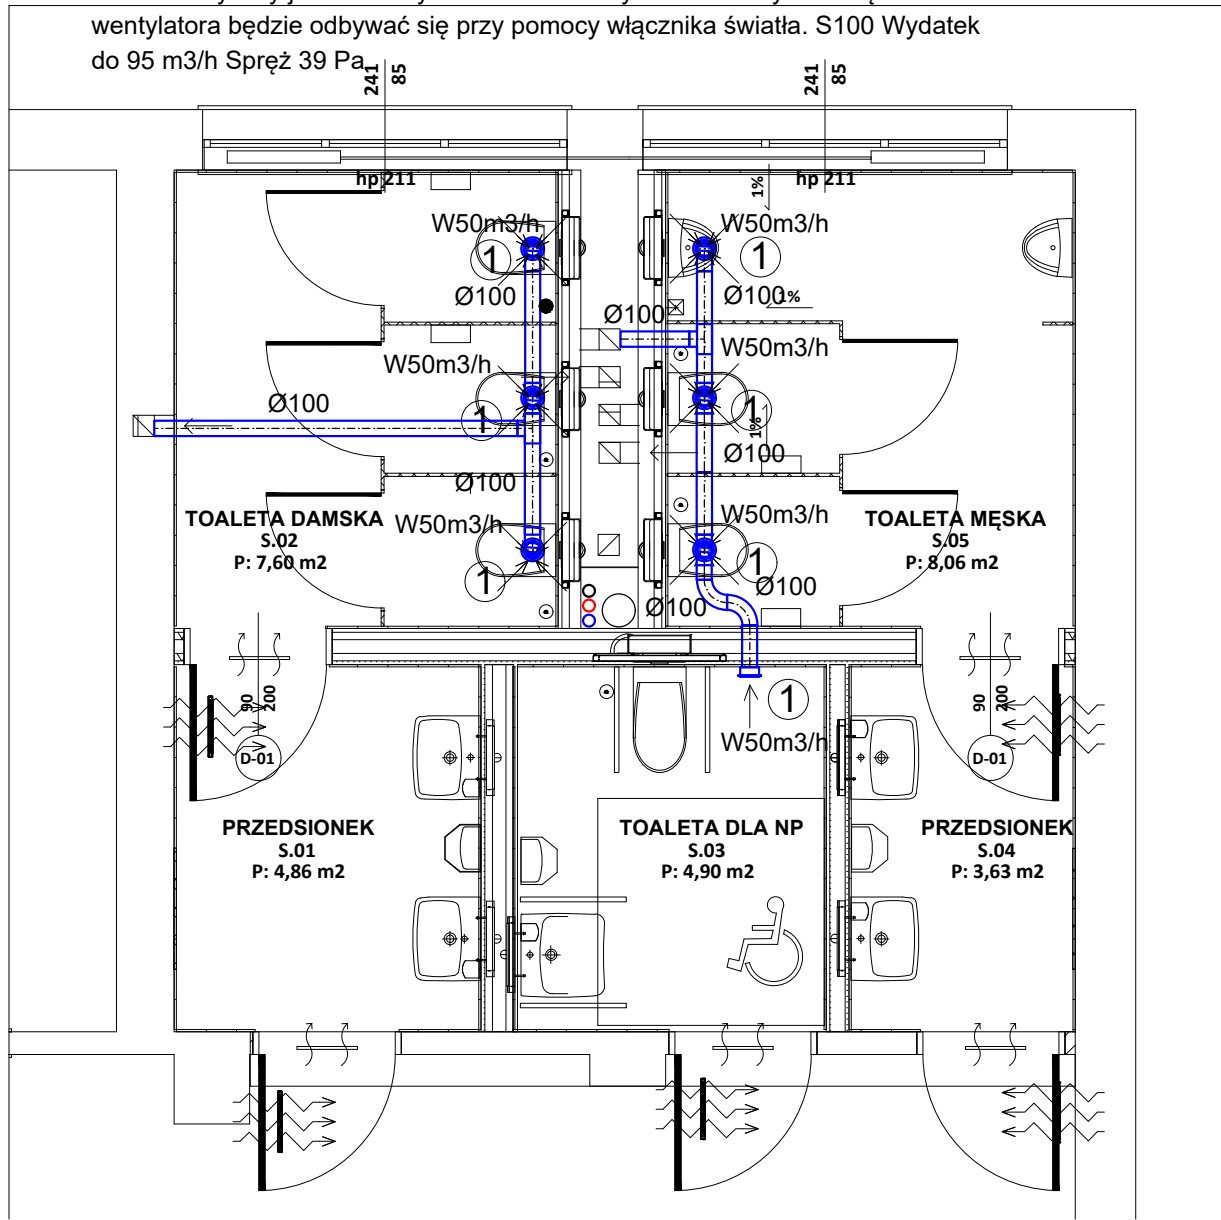 wentylatora będzie odbywać się przy pomocy włącznika światła. S100 Wydatek
do 95 m3/h Spręż 39 Pa
241
85
241
85
hp 211
hp 211
1%
W50m3/h
W50m3/h
1
1
Ø100
Ø100
1%
Ø100
W50m3/h
W50m3/h
Ø100
1
1
1%
Ø100
Ø100
W50m3/h
W50m3/h
TOALETA DAMSKA
S.02
P: 7,60 m2
TOALETA MĘSKA
S.05
P: 8,06 m2
1
1
Ø100
Ø100
90
200
90
200
1
W50m3/h
D-01
D-01
PRZEDSIONEK
S.01
P: 4,86 m2
TOALETA DLA NP
S.03
P: 4,90 m2
PRZEDSIONEK
S.04
P: 3,63 m2